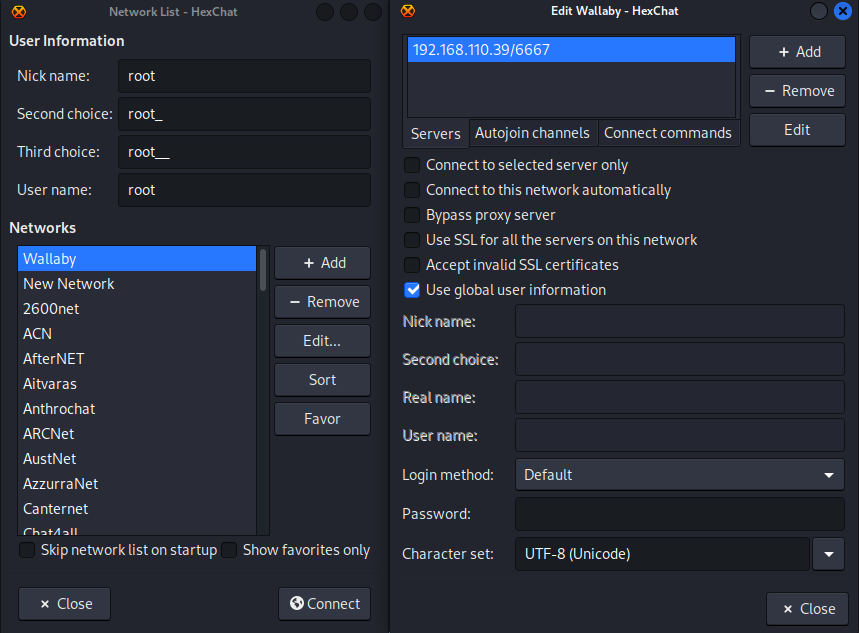 Network List - HexChat
User Information
Nick name: root
Second choice: root_
Third choice: root__
User name: root
Networks
Wallaby
New Network
2600net
ACN
AfterNET
Aitvaras
Anthrochat
ARCNet
AustNet
AzzurraNet
Canternet
Chat4all
+ Add
− Remove
Edit...
Sort
Favor
Skip network list on startup
Show favorites only
× Close
Connect
Edit Wallaby - HexChat
192.168.110.39/6667
+ Add
− Remove
Edit
Servers
Autojoin channels
Connect commands
Connect to selected server only
Connect to this network automatically
Bypass proxy server
Use SSL for all the servers on this network
Accept invalid SSL certificates
Use global user information
Nick name:
Second choice:
Real name:
User name:
Login method: Default
Password:
Character set: UTF-8 (Unicode)
× Close